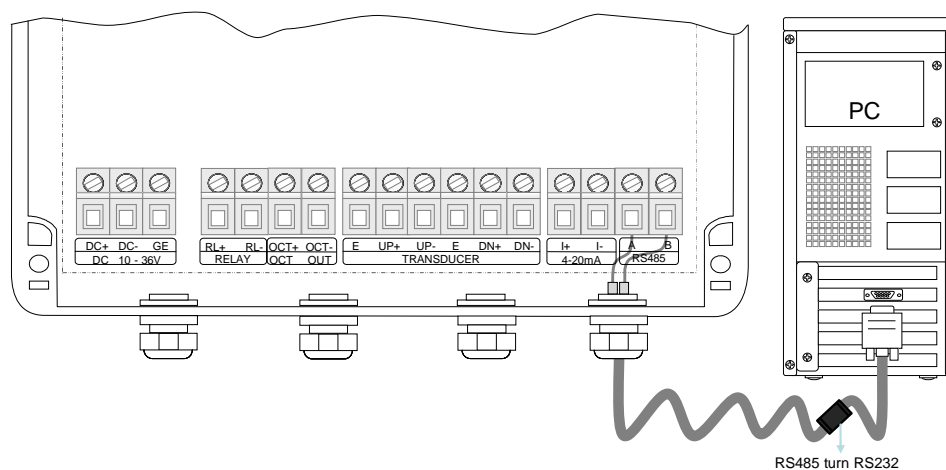 PC
DC+ DC- GE RL+ RL- OCT+ OCT- E UP+ UP- E DN+ DN- I+ I- A B
DC 10 - 36V RELAY OCT OUT TRANSDUCER 4-20mA RS485
RS485 turn RS232